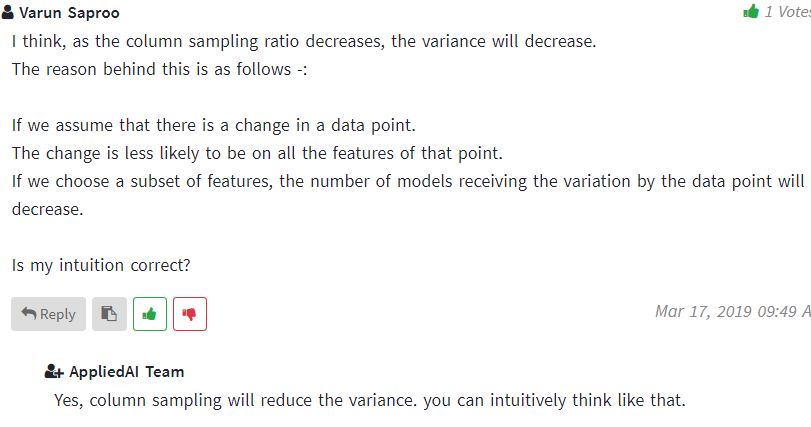 Varun Saproo
1 Votes
I think, as the column sampling ratio decreases, the variance will decrease.
The reason behind this is as follows -:
If we assume that there is a change in a data point.
The change is less likely to be on all the features of that point.
If we choose a subset of features, the number of models receiving the variation by the data point will
decrease.
Is my intuition correct?
Reply
Mar 17, 2019 09:49 A
AppliedAI Team
Yes, column sampling will reduce the variance. you can intuitively think like that.